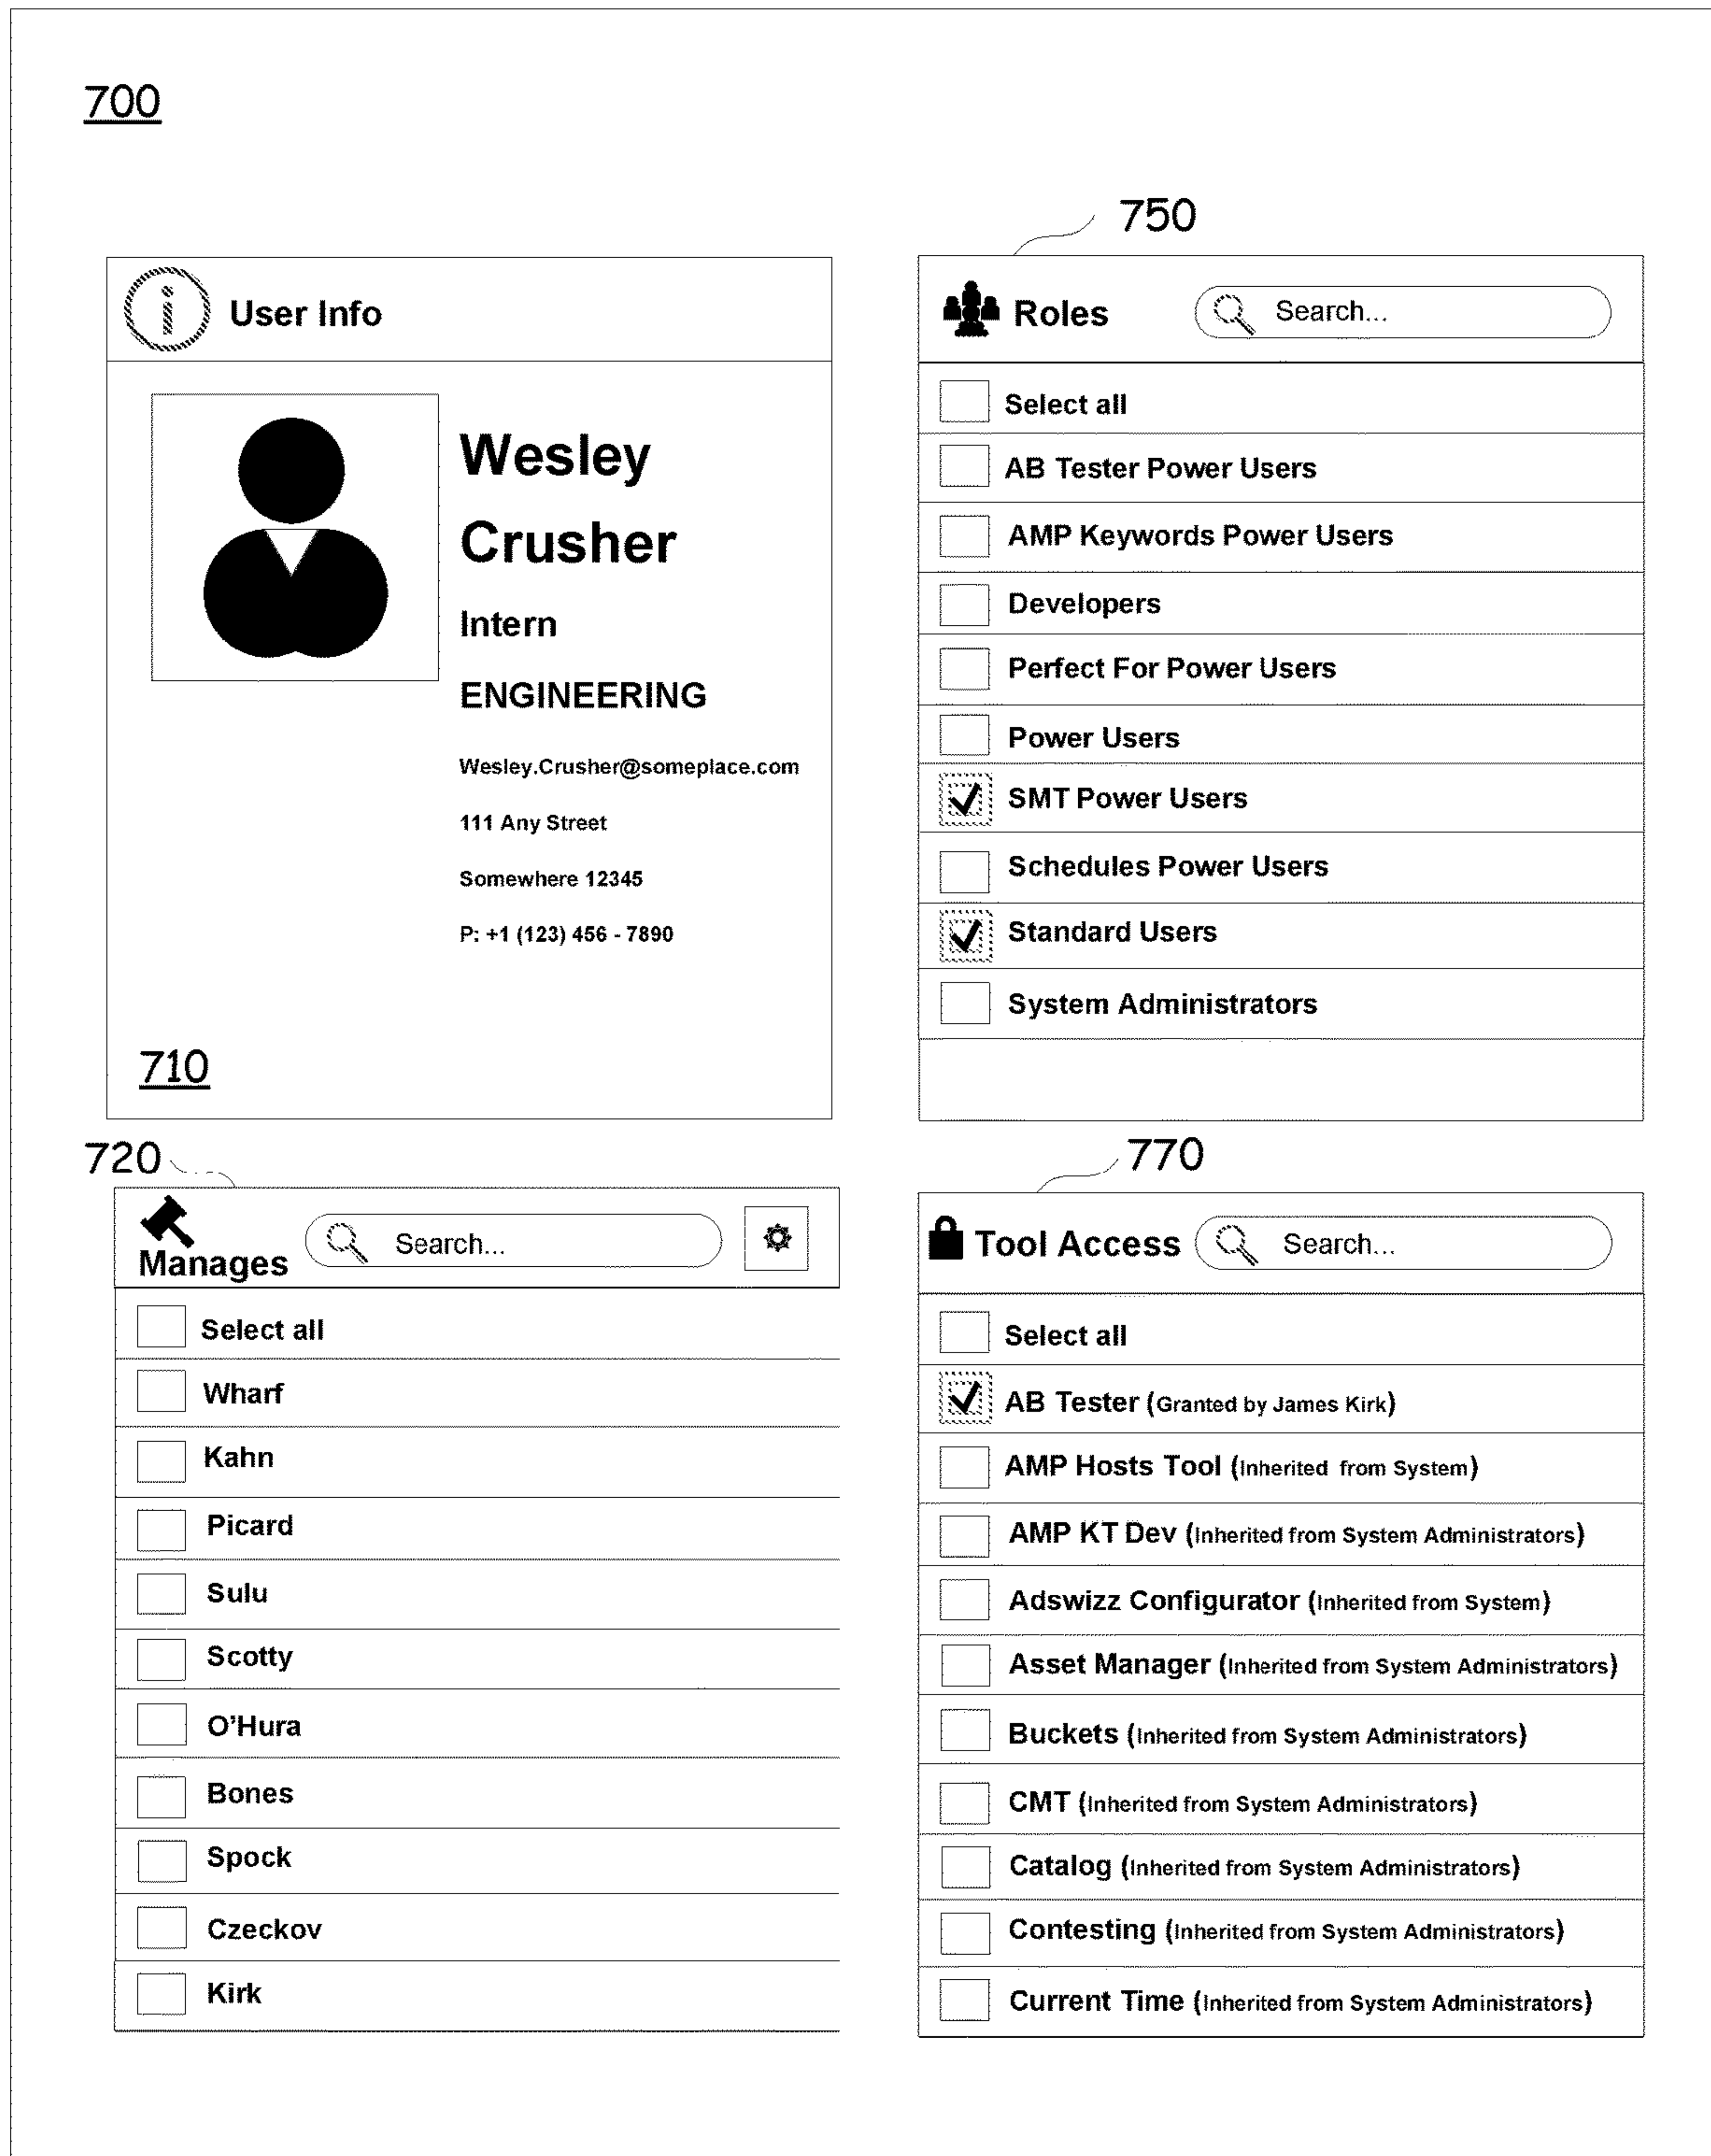 700
710
User Info
Wesley
Crusher
Intern
ENGINEERING
Wesley.Crusher@someplace.com
111 Any Street
Somewhere 12345
P: +1 (123) 456 - 7890
750
Roles
Search...
Select all
AB Tester Power Users
AMP Keywords Power Users
Developers
Perfect For Power Users
Power Users
SMT Power Users
Schedules Power Users
Standard Users
System Administrators
720
Manages
Search...
Select all
Wharf
Kahn
Picard
Sulu
Scotty
O'Hura
Bones
Spock
Czeckov
Kirk
770
Tool Access
Search...
Select all
AB Tester (Granted by James Kirk)
AMP Hosts Tool (Inherited from System)
AMP KT Dev (Inherited from System Administrators)
Adswizz Configurator (Inherited from System)
Asset Manager (Inherited from System Administrators)
Buckets (Inherited from System Administrators)
CMT (Inherited from System Administrators)
Catalog (Inherited from System Administrators)
Contesting (Inherited from System Administrators)
Current Time (Inherited from System Administrators)